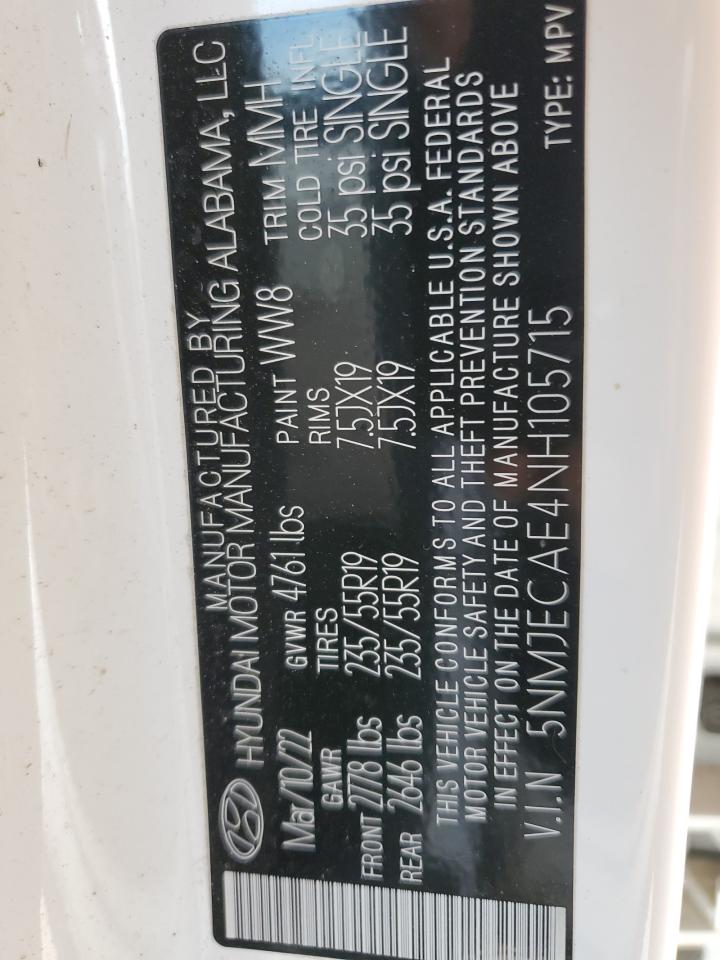 MANUFACTURED BY
HYUNDAI MOTOR MANUFACTURING ALABAMA, LLC
Mar/10/22 GVWR 4761 lbs PAINT WW8 TRIM MMH
GAWR TIRES RIMS COLD TIRE INFL
FRONT 2778 lbs 235/55R19 7.5JX19 35 psi SINGLE
REAR 2646 lbs 235/55R19 7.5JX19 35 psi SINGLE
THIS VEHICLE CONFORMS TO ALL APPLICABLE U.S.A. FEDERAL
MOTOR VEHICLE SAFETY AND THEFT PREVENTION STANDARDS
IN EFFECT ON THE DATE OF MANUFACTURE SHOWN ABOVE
V.I.N 5NMJECAE4NH105715 TYPE: MPV